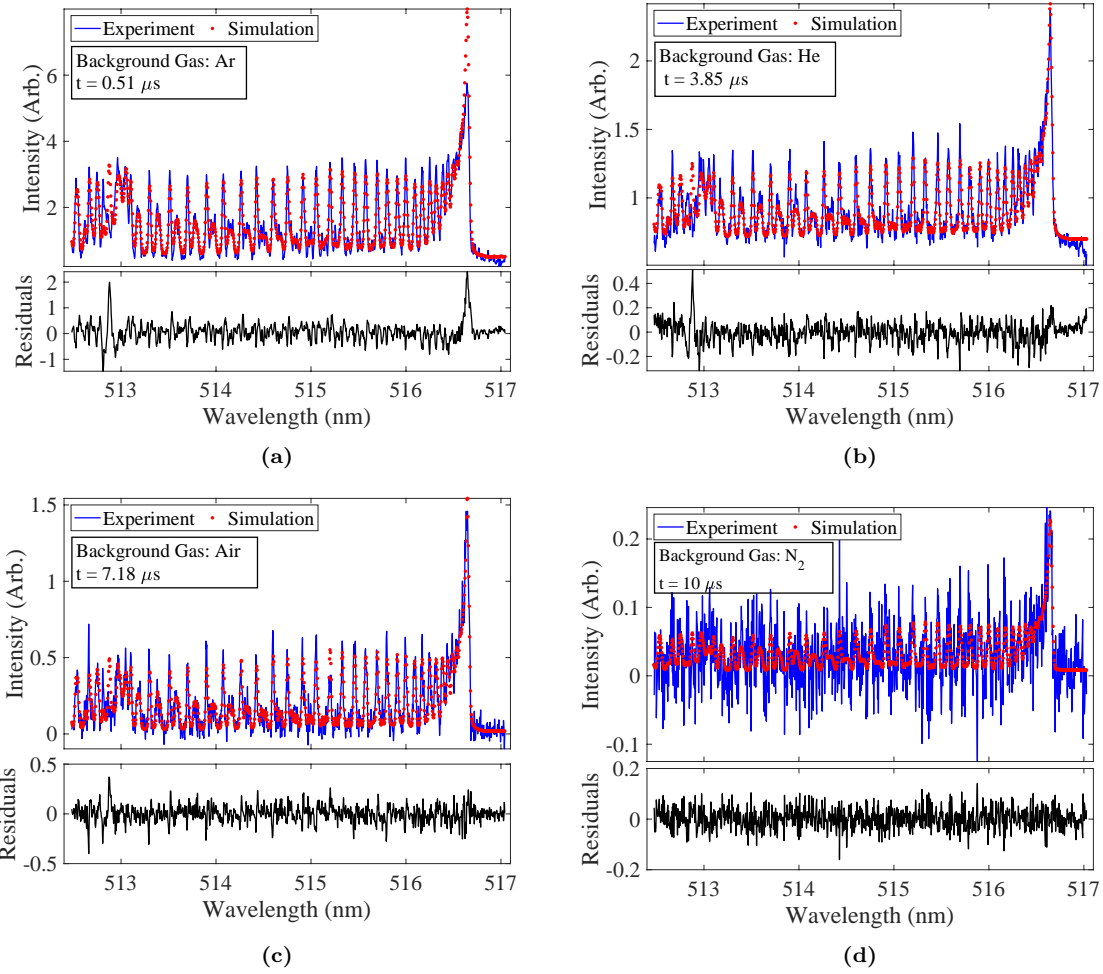 Experiment Simulation
Background Gas: Ar
t = 0.51 μs
6
4
2
Intensity (Arb.)
2
1
0
-1
Residuals
513 514 515 516 517
Wavelength (nm)
(a)
Experiment Simulation
Background Gas: He
t = 3.85 μs
2
1.5
1
Intensity (Arb.)
0.4
0.2
0
-0.2
Residuals
513 514 515 516 517
Wavelength (nm)
(b)
1.5
Experiment Simulation
Background Gas: Air
t = 7.18 μs
1
0.5
0
Intensity (Arb.)
0.5
0
-0.5
Residuals
513 514 515 516 517
Wavelength (nm)
(c)
Experiment Simulation
Background Gas: N2
t = 10 μs
0.2
0.1
0
-0.1
Intensity (Arb.)
0.2
0
-0.2
Residuals
513 514 515 516 517
Wavelength (nm)
(d)